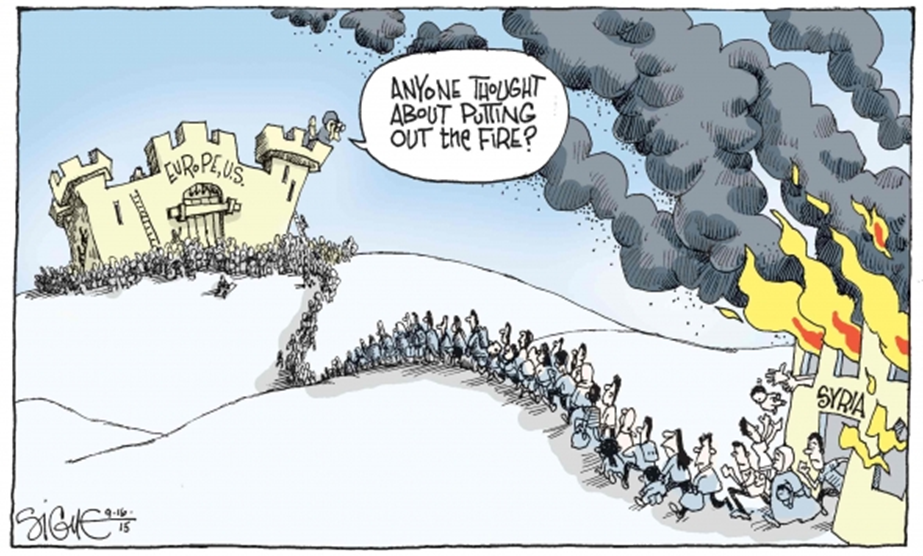 ANYONE THOUGHT
ABOUT PUTTING
OUT the FIRE?
EUROPE, U.S.
SYRIA
SIGNE 9-16-
15